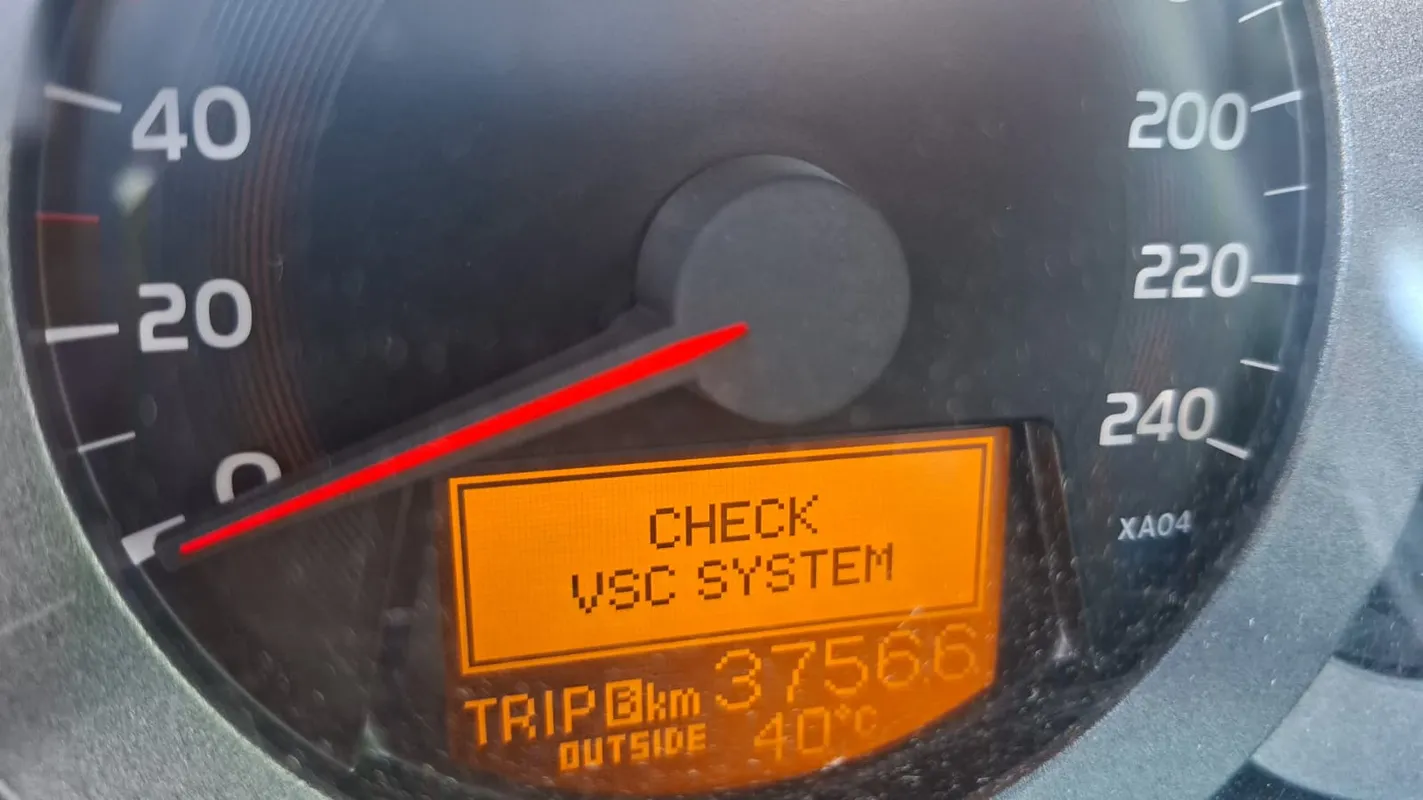 40
20
0
200
220
240
XA04
CHECK
VSC SYSTEM
TRIP B km 37566
OUTSIDE 40°C